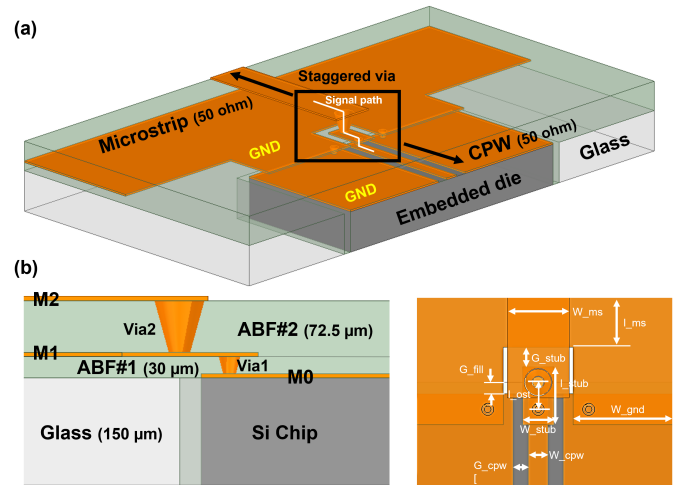 (a)
Staggered via
Signal path
Microstrip (50 ohm)
GND
CPW (50 ohm)
Glass
GND
Embedded die
(b)
M2
Via2
ABF#2 (72.5 μm)
M1
ABF#1 (30 μm)
Via1
M0
Glass (150 μm)
Si Chip
W_ms
l_ms
G_stub
G_fill
l_stub
l_ost
W_gnd
W_stub
W_cpw
G_cpw
[